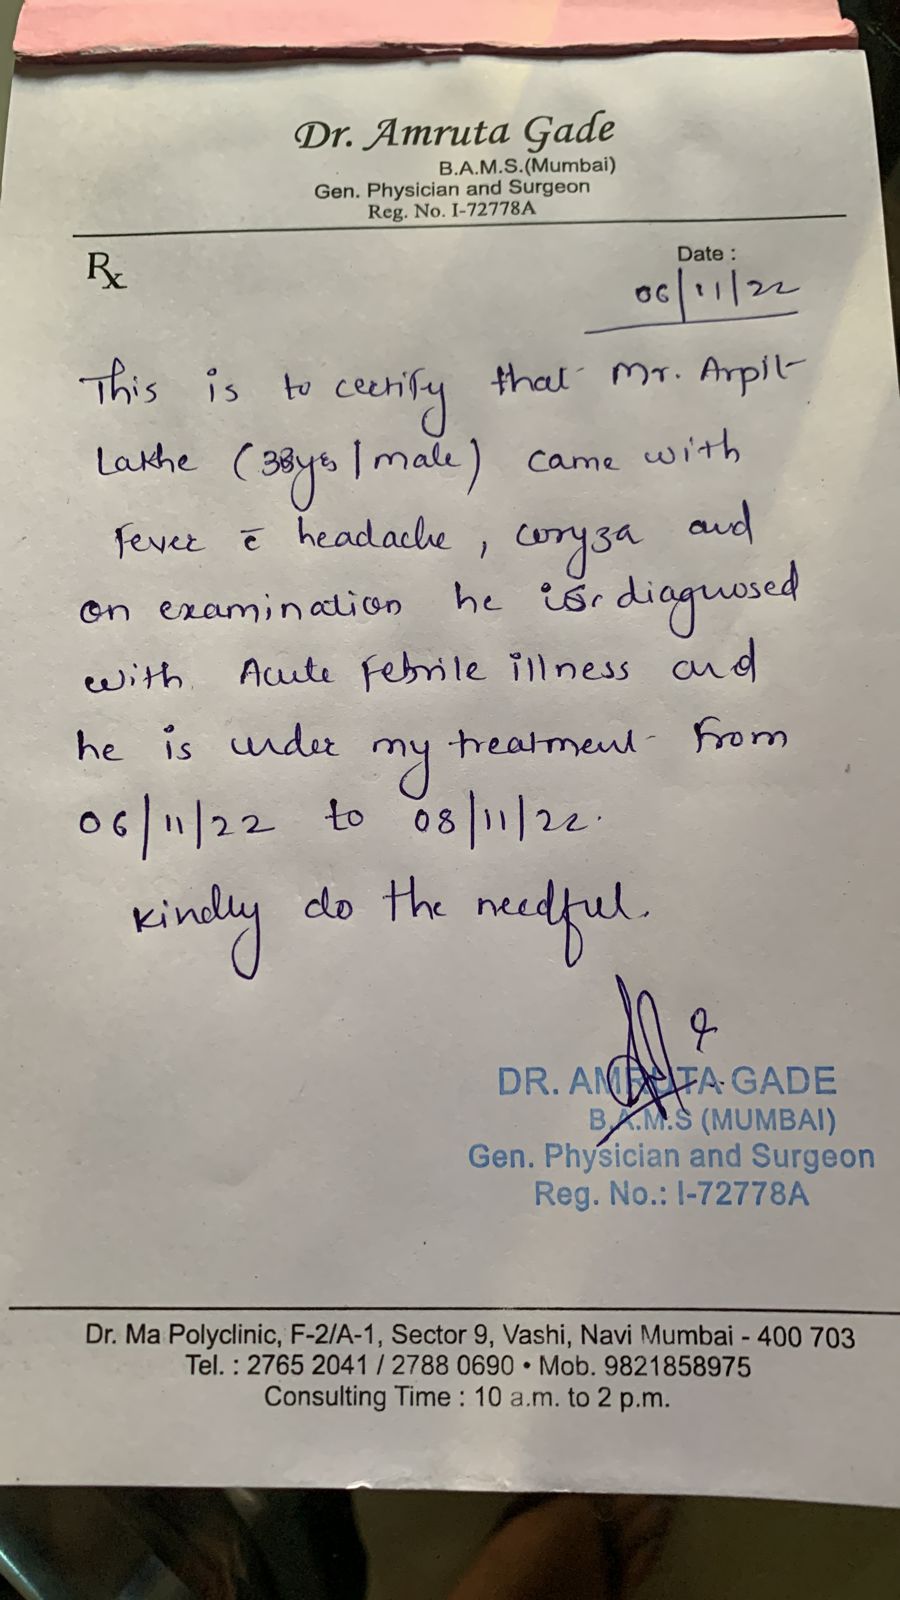 Dr. Amruta Gade
B.A.M.S.(Mumbai)
Gen. Physician and Surgeon
Reg. No. I-72778A
Rx
Date :
06/11/22
This is to certify that Mr. Arpit
Lakhe (38yrs/male) came with
Fever c̄ headache, coryza and
on examination he is diagnosed
with Acute Febrile illness and
he is under my treatment from
06/11/22 to 08/11/22.
Kindly do the needful.
DR. AMRUTA GADE
B.A.M.S (MUMBAI)
Gen. Physician and Surgeon
Reg. No.: I-72778A
Dr. Ma Polyclinic, F-2/A-1, Sector 9, Vashi, Navi Mumbai - 400 703
Tel. : 2765 2041 / 2788 0690 • Mob. 9821858975
Consulting Time : 10 a.m. to 2 p.m.